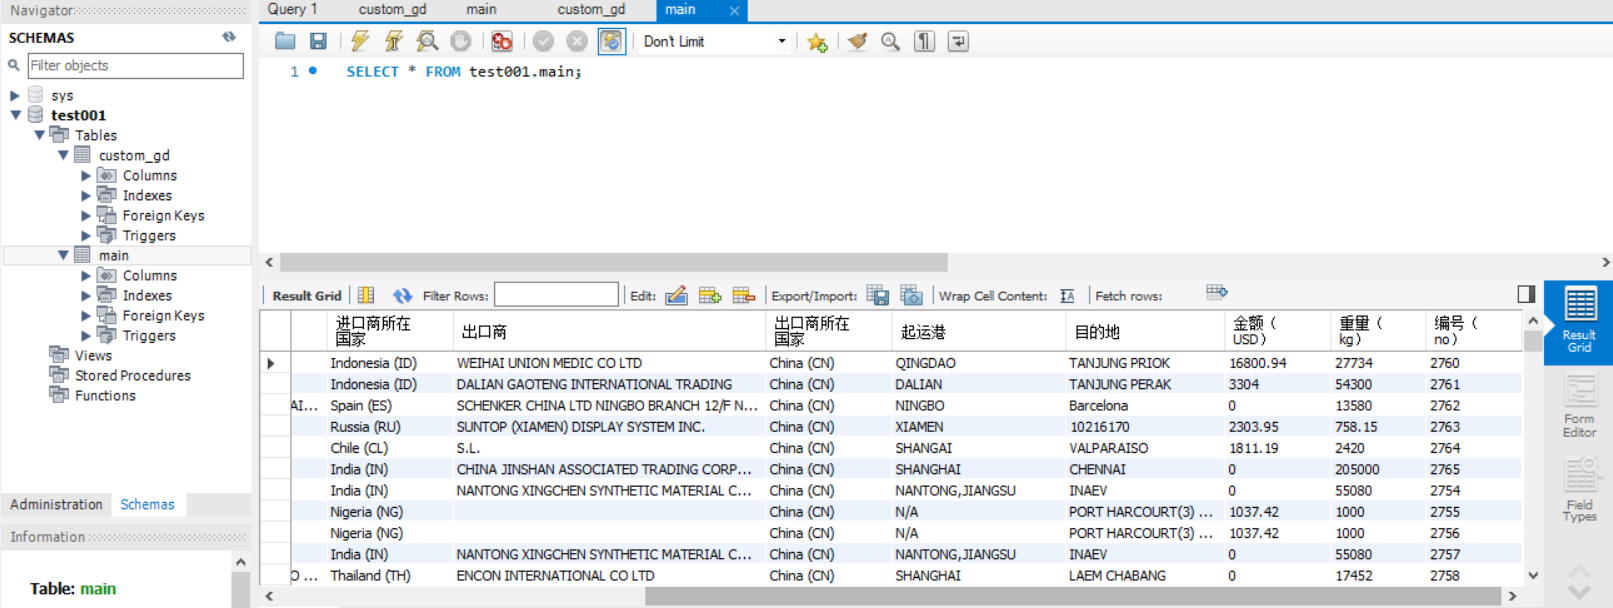 Navigator
SCHEMAS
Filter objects
sys
test001
Tables
custom_gd
Columns
Indexes
Foreign Keys
Triggers
main
Columns
Indexes
Foreign Keys
Triggers
Views
Stored Procedures
Functions
Administration Schemas
Information
Table: main
Query 1 custom_gd main custom_gd main
Don't Limit
1 SELECT * FROM test001.main;
Result Grid Filter Rows: Edit: Export/Import: Wrap Cell Content: Fetch rows:
进口商所在国家 出口商 出口商所在国家 起运港 目的地 金额（USD） 重量（kg） 编号（no）
Indonesia (ID) WEIHAI UNION MEDIC CO LTD China (CN) QINGDAO TANJUNG PRIOK 16800.94 27734 2760
Indonesia (ID) DALIAN GAOTENG INTERNATIONAL TRADING China (CN) DALIAN TANJUNG PERAK 3304 54300 2761
AI... Spain (ES) SCHENKER CHINA LTD NINGBO BRANCH 12/F N... China (CN) NINGBO Barcelona 0 13580 2762
Russia (RU) SUNTOP (XIAMEN) DISPLAY SYSTEM INC. China (CN) XIAMEN 10216170 2303.95 758.15 2763
Chile (CL) S.L. China (CN) SHANGAI VALPARAISO 1811.19 2420 2764
India (IN) CHINA JINSHAN ASSOCIATED TRADING CORP... China (CN) SHANGHAI CHENNAI 0 205000 2765
India (IN) NANTONG XINGCHEN SYNTHETIC MATERIAL C... China (CN) NANTONG,JIANGSU INAEV 0 55080 2754
Nigeria (NG) China (CN) N/A PORT HARCOURT(3) ... 1037.42 1000 2755
Nigeria (NG) China (CN) N/A PORT HARCOURT(3) ... 1037.42 1000 2756
India (IN) NANTONG XINGCHEN SYNTHETIC MATERIAL C... China (CN) NANTONG,JIANGSU INAEV 0 55080 2757
O ... Thailand (TH) ENCON INTERNATIONAL CO LTD China (CN) SHANGHAI LAEM CHABANG 0 17452 2758
Result Grid
Form Editor
Field Types